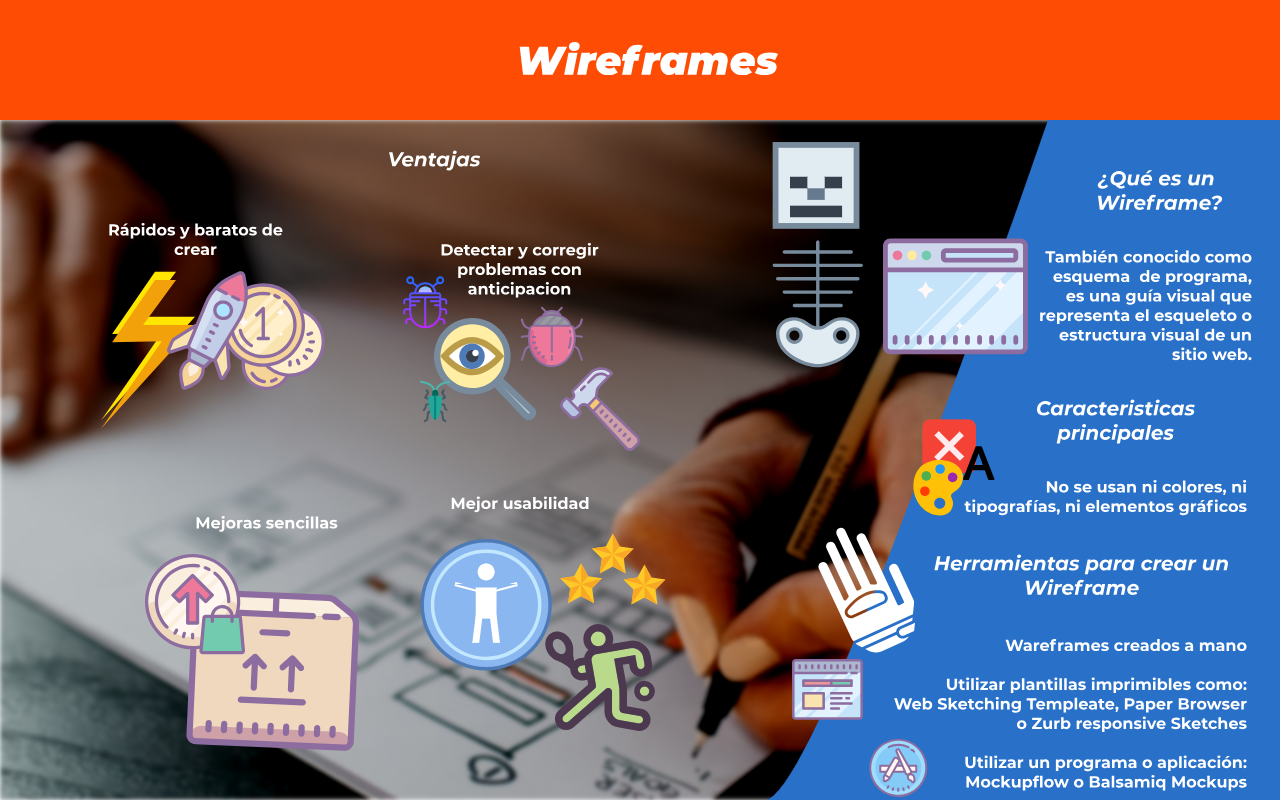 Wireframes
Ventajas
Rápidos y baratos de
crear
Detectar y corregir
problemas con
anticipacion
Mejoras sencillas
Mejor usabilidad
¿Qué es un
Wireframe?
También conocido como
esquema de programa,
es una guía visual que
representa el esqueleto o
estructura visual de un
sitio web.
Caracteristicas
principales
A
No se usan ni colores, ni
tipografías, ni elementos gráficos
Herramientas para crear un
Wireframe
Wareframes creados a mano
Utilizar plantillas imprimibles como:
Web Sketching Templeate, Paper Browser
o Zurb responsive Sketches
Utilizar un programa o aplicación:
Mockupflow o Balsamiq Mockups
1
GOALS